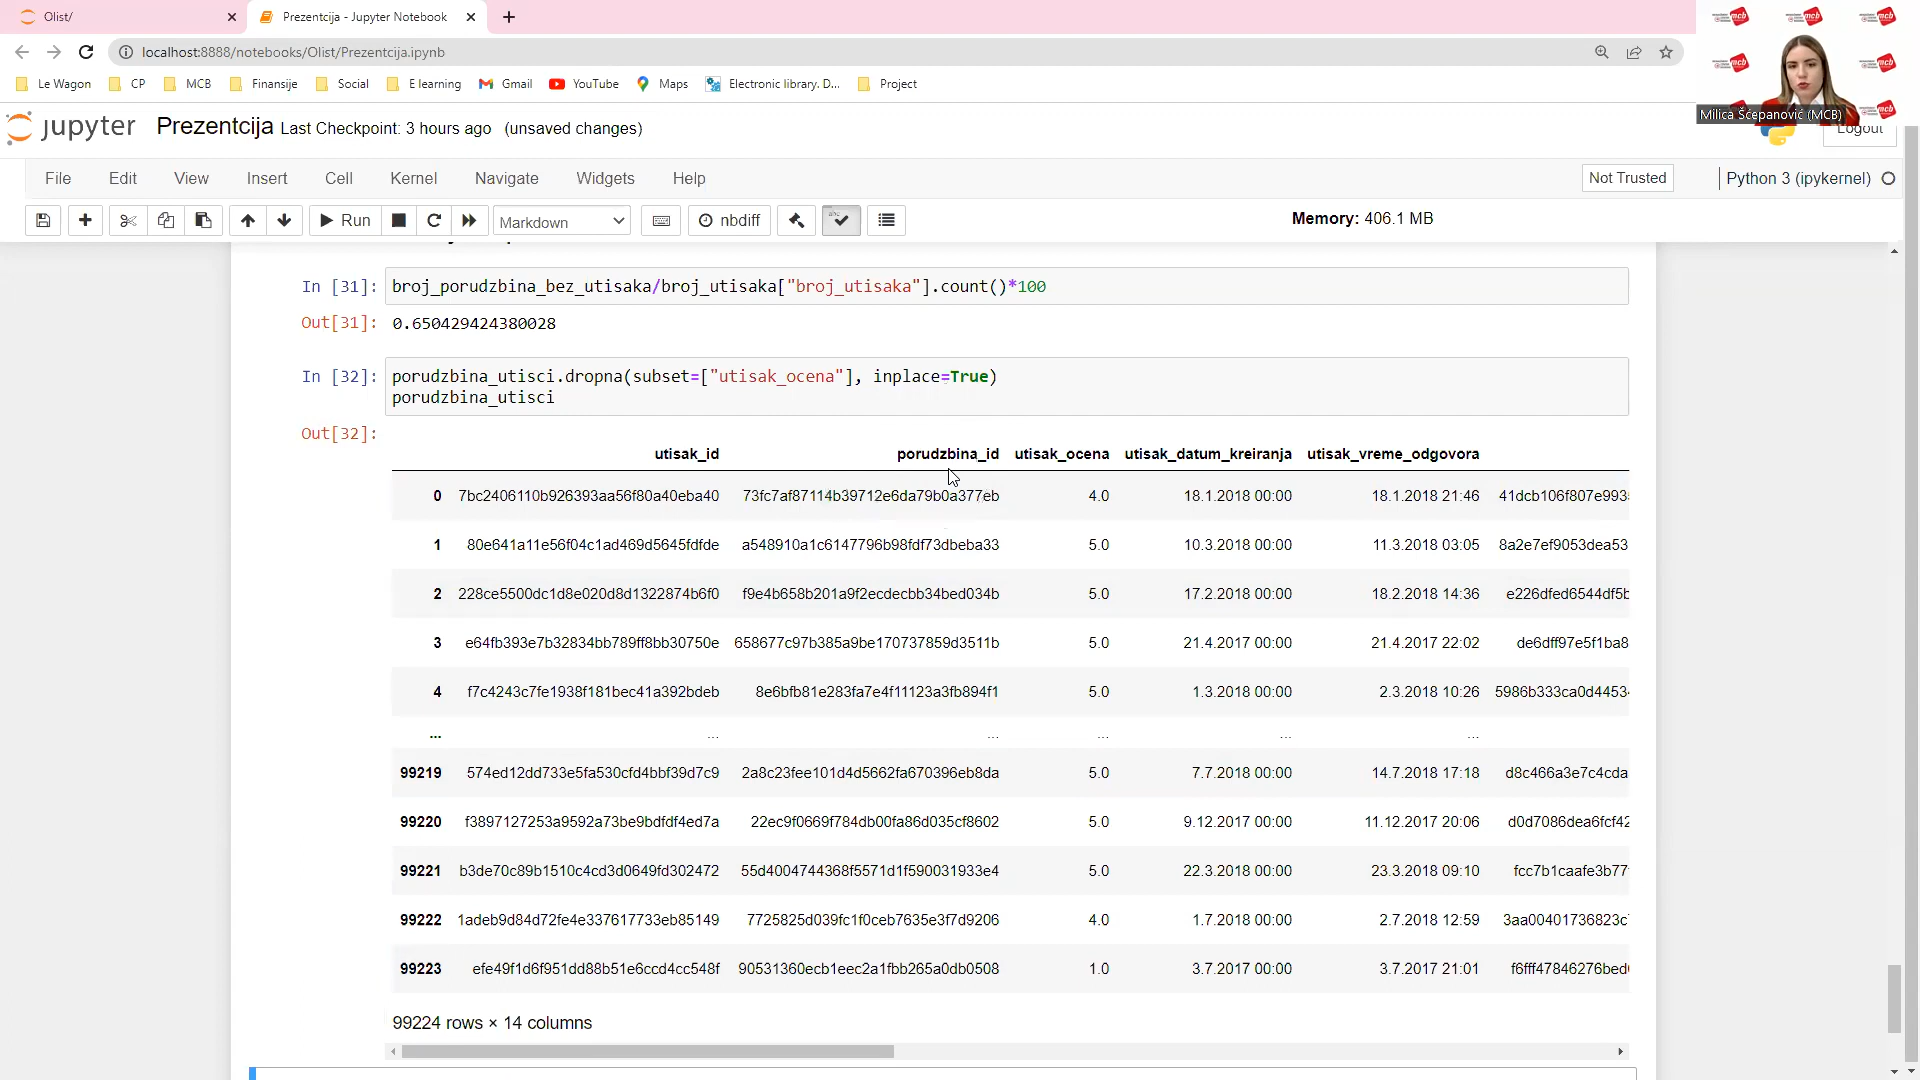 Olist/
Prezentcija - Jupyter Notebook
localhost:8888/notebooks/Olist/Prezentcija.ipynb
Le Wagon CP MCB Finansije Social E learning Gmail YouTube Maps Electronic library. D... Project
mcb
Milica Šćepanović (MCB)
jupyter Prezentcija Last Checkpoint: 3 hours ago (unsaved changes)
Logout
File Edit View Insert Cell Kernel Navigate Widgets Help
Not Trusted
Python 3 (ipykernel)
Run
Markdown
nbdiff
Memory: 406.1 MB
In [31]: broj_porudzbina_bez_utisaka/broj_utisaka["broj_utisaka"].count()*100
Out[31]: 0.650429424380028
In [32]: porudzbina_utisci.dropna(subset=["utisak_ocena"], inplace=True)
porudzbina_utisci
Out[32]:
utisak_id porudzbina_id utisak_ocena utisak_datum_kreiranja utisak_vreme_odgovora
0 7bc2406110b926393aa56f80a40eba40 73fc7af87114b39712e6da79b0a377eb 4.0 18.1.2018 00:00 18.1.2018 21:46 41dcb106f807e993
1 80e641a11e56f04c1ad469d5645fdfde a548910a1c6147796b98fdf73dbeba33 5.0 10.3.2018 00:00 11.3.2018 03:05 8a2e7ef9053dea53
2 228ce5500dc1d8e020d8d1322874b6f0 f9e4b658b201a9f2ecdecbb34bed034b 5.0 17.2.2018 00:00 18.2.2018 14:36 e226dfed6544df5b
3 e64fb393e7b32834bb789ff8bb30750e 658677c97b385a9be170737859d3511b 5.0 21.4.2017 00:00 21.4.2017 22:02 de6dff97e5f1ba8
4 f7c4243c7fe1938f181bec41a392bdeb 8e6bfb81e283fa7e4f11123a3fb894f1 5.0 1.3.2018 00:00 2.3.2018 10:26 5986b333ca0d4453
... ... ... ... ... ...
99219 574ed12dd733e5fa530cfd4bbf39d7c9 2a8c23fee101d4d5662fa670396eb8da 5.0 7.7.2018 00:00 14.7.2018 17:18 d8c466a3e7c4cda
99220 f3897127253a9592a73be9bdfdf4ed7a 22ec9f0669f784db00fa86d035cf8602 5.0 9.12.2017 00:00 11.12.2017 20:06 d0d7086dea6fcf42
99221 b3de70c89b1510c4cd3d0649fd302472 55d4004744368f5571d1f590031933e4 5.0 22.3.2018 00:00 23.3.2018 09:10 fcc7b1caafe3b77
99222 1adeb9d84d72fe4e337617733eb85149 7725825d039fc1f0ceb7635e3f7d9206 4.0 1.7.2018 00:00 2.7.2018 12:59 3aa00401736823c
99223 efe49f1d6f951dd88b51e6ccd4cc548f 90531360ecb1eec2a1fbb265a0db0508 1.0 3.7.2017 00:00 3.7.2017 21:01 f6fff47846276bed
99224 rows × 14 columns